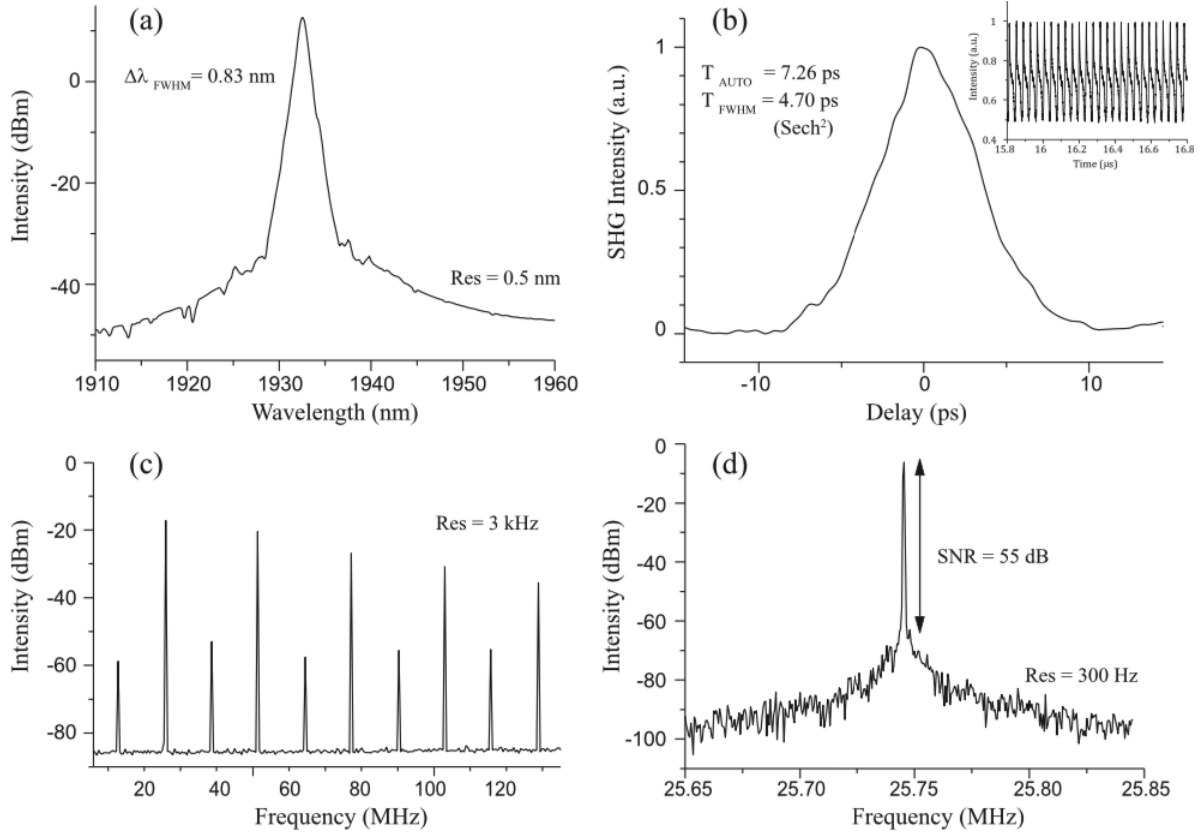 (a)
Δλ FWHM = 0.83 nm
Res = 0.5 nm
Intensity (dBm)
0
-20
-40
1910 1920 1930 1940 1950 1960
Wavelength (nm)
(b)
T AUTO = 7.26 ps
T FWHM = 4.70 ps
(Sech²)
SHG Intensity (a.u.)
1
0.5
0
-10 0 10
Delay (ps)
Intensity (a.u.)
1
0.8
0.6
0.4
15.8 16 16.2 16.4 16.6 16.8
Time (μs)
(c)
Res = 3 kHz
Intensity (dBm)
0
-20
-40
-60
-80
20 40 60 80 100 120
Frequency (MHz)
(d)
SNR = 55 dB
Res = 300 Hz
Intensity (dBm)
0
-20
-40
-60
-80
-100
25.65 25.70 25.75 25.80 25.85
Frequency (MHz)